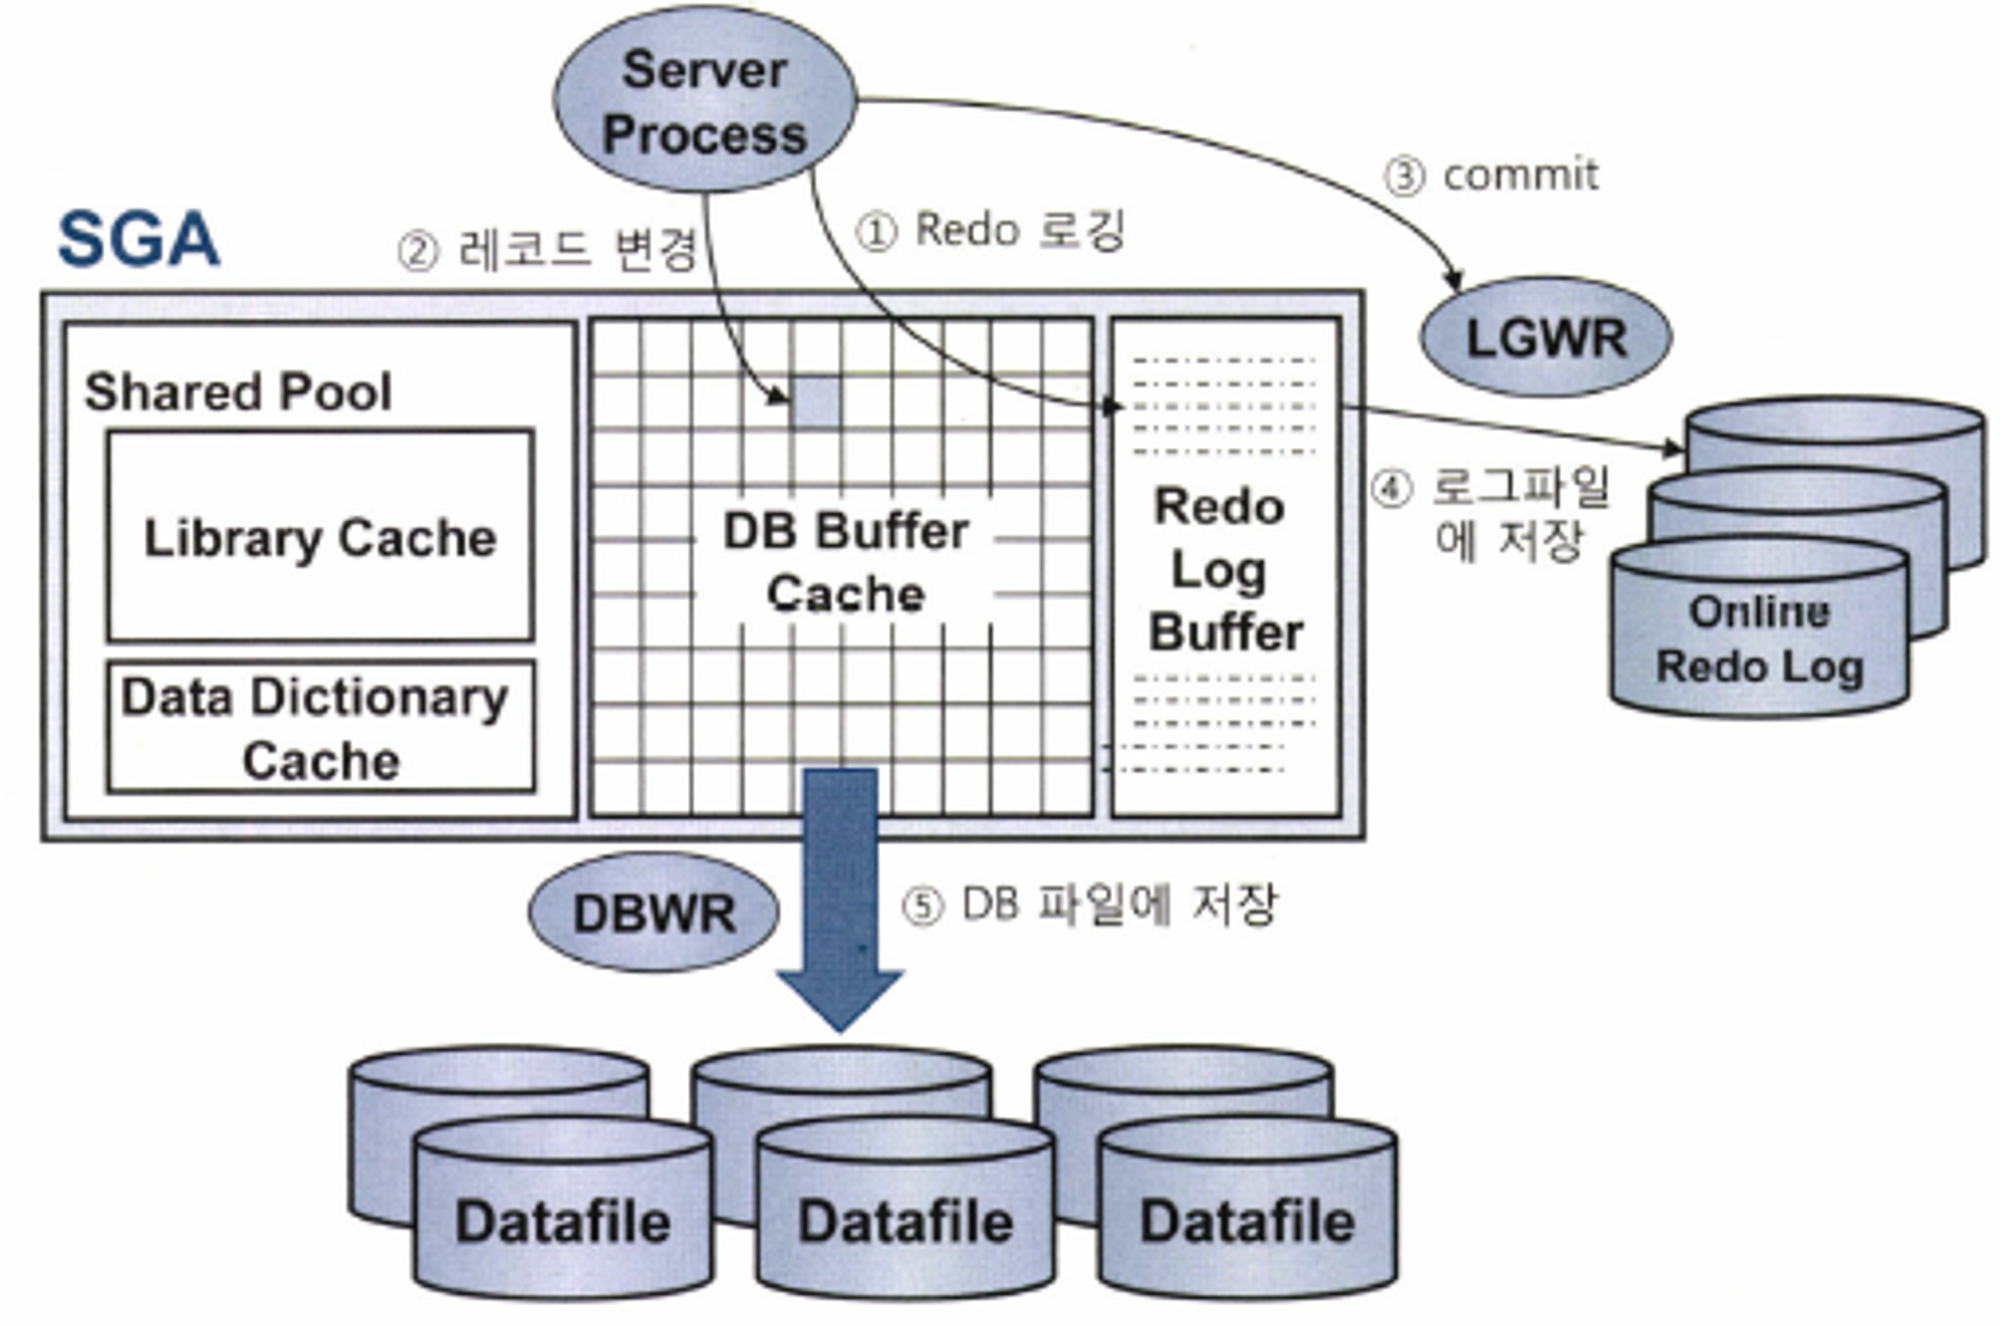 Server
Process
③ commit
① Redo 로깅
② 레코드 변경
SGA
LGWR
Shared Pool
Library Cache
Data Dictionary
Cache
DB Buffer
Cache
Redo
Log
Buffer
④ 로그파일
에 저장
Online
Redo Log
DBWR
⑤ DB 파일에 저장
Datafile
Datafile
Datafile